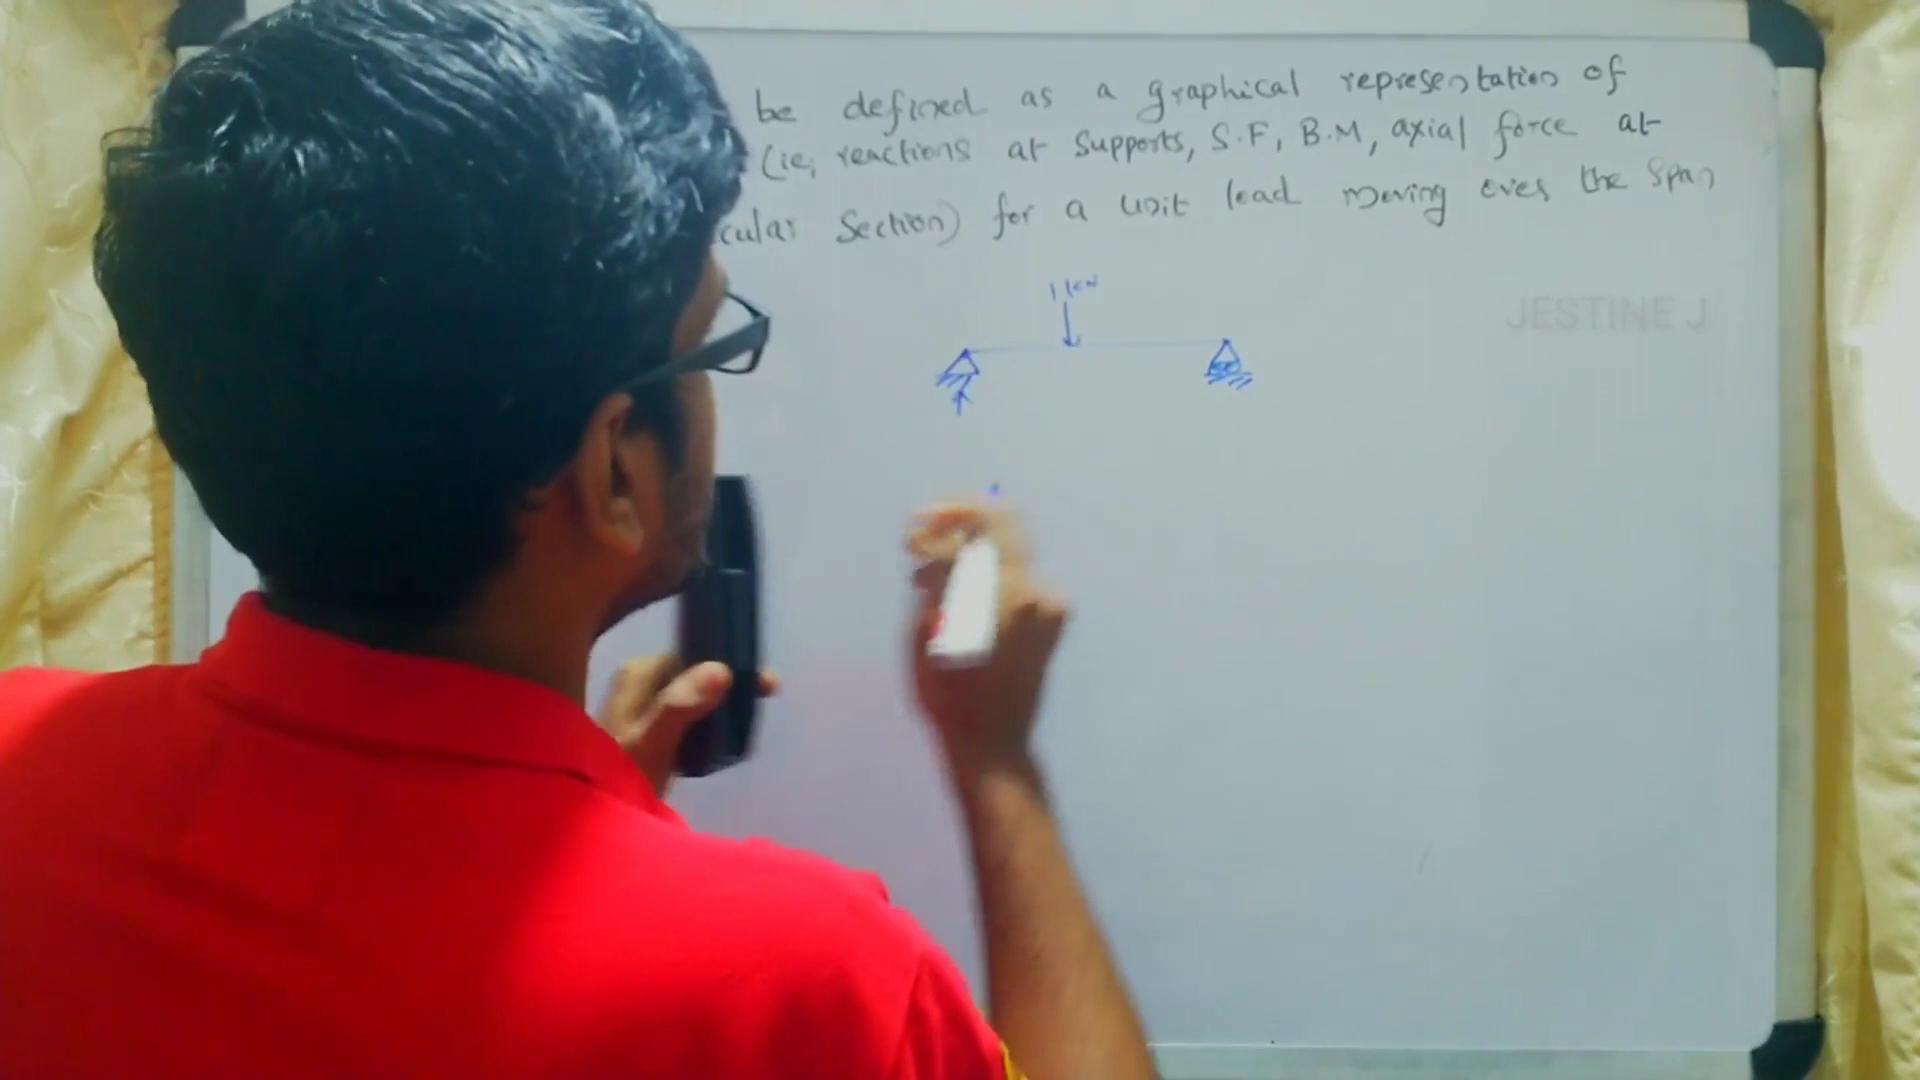 be defined as a graphical representation of
(ie; reactions at supports, S.F, B.M, axial force at
cular Section) for a unit load moving over the span
1 kN
JESTINE J